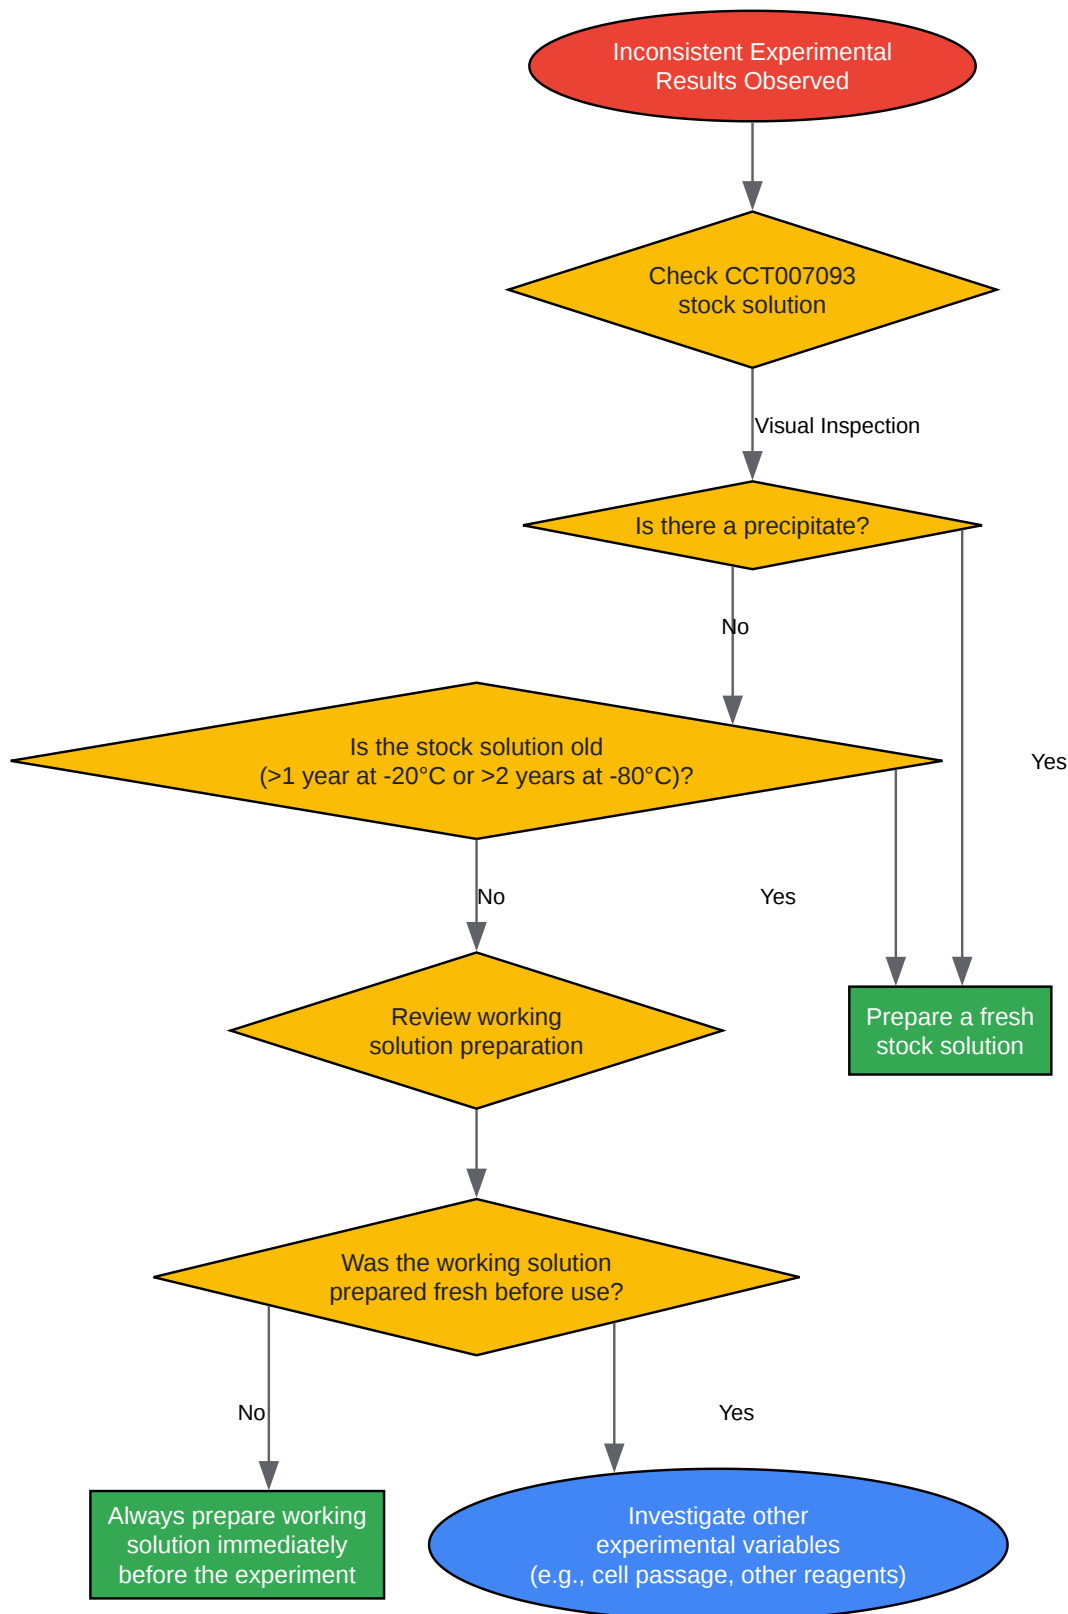 Inconsistent Experimental
Results Observed
Check CCT007093
stock solution
Visual Inspection
Is there a precipitate?
No
Is the stock solution old
(>1 year at -20°C or >2 years at -80°C)?
Yes
No
Yes
Review working
solution preparation
Prepare a fresh
stock solution
Was the working solution
prepared fresh before use?
No
Yes
Always prepare working
solution immediately
before the experiment
Investigate other
experimental variables
(e.g., cell passage, other reagents)